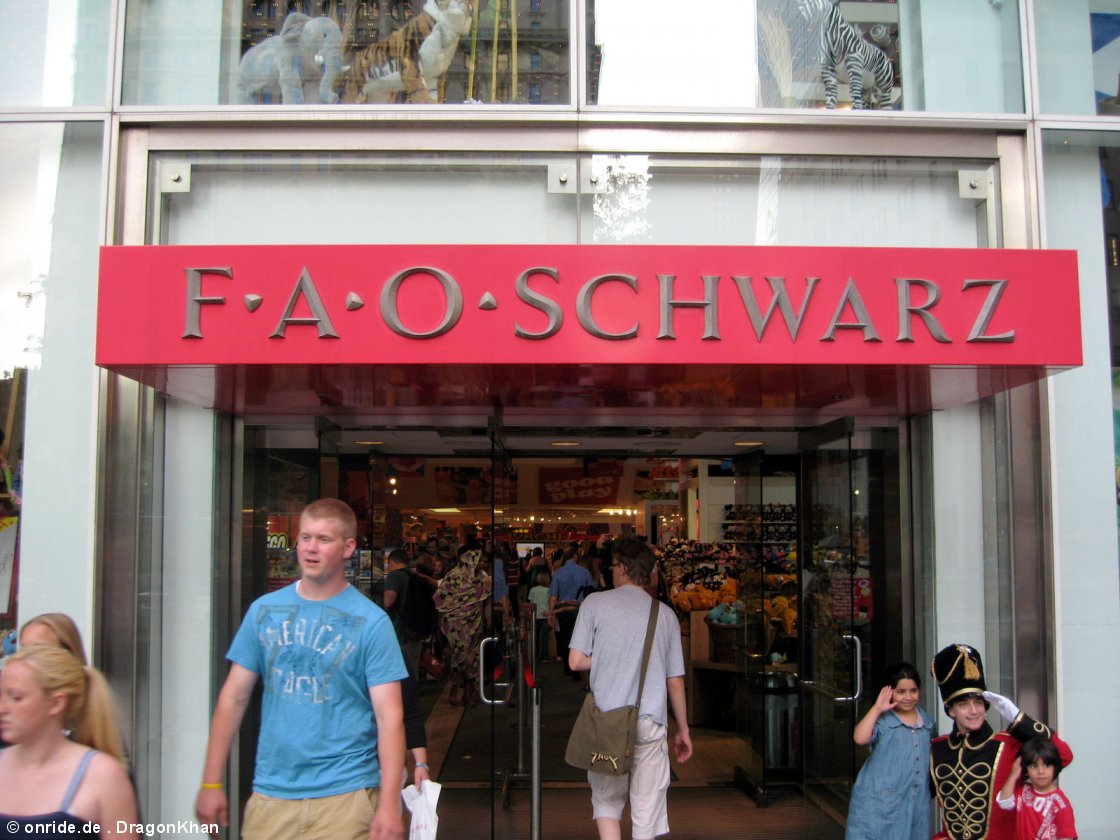 F·A·O·SCHWARZ
good
play
AMERICAN
EAGLE
© onride.de . DragonKhan